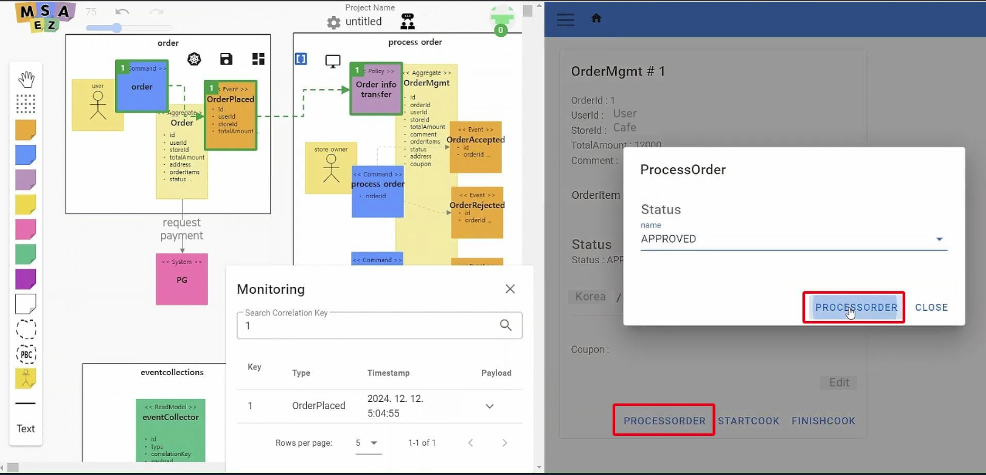 MSA
EZ
75
Project Name
untitled
0
order
process order
1
<< Command >>
order
user
1
<< Event >>
OrderPlaced
id
userId
storeId
totalAmount
<< Aggregate >>
Order
id
userId
storeId
totalAmount
address
orderItems
status ...
request
payment
<< System >>
PG
1
<< Policy >>
Order info
transfer
<< Aggregate >>
OrderMgmt
id
orderId
userId
storeId
totalAmount
comment
orderItems
status
address
coupon
<< Event >>
OrderAccepted
id
orderId ...
store owner
<< Command >>
process order
orderId
<< Event >>
OrderRejected
id
orderId ...
<< Command >>
<< Event >>
PBC
Text
eventcollections
<< ReadModel >>
eventCollector
id
type
correlationKey
payload
Monitoring
Search Correlation Key
1
Key Type Timestamp Payload
1 OrderPlaced 2024. 12. 12.
5:04:55
Rows per page: 5 1-1 of 1
OrderMgmt # 1
OrderId : 1
UserId : User
StoreId : Cafe
TotalAmount : 12000
Comment :
OrderItem
Status
Status : APP
Korea /
Coupon :
Edit
PROCESSORDER STARTCOOK FINISHCOOK
ProcessOrder
Status
name
APPROVED
PROCESSORDER CLOSE